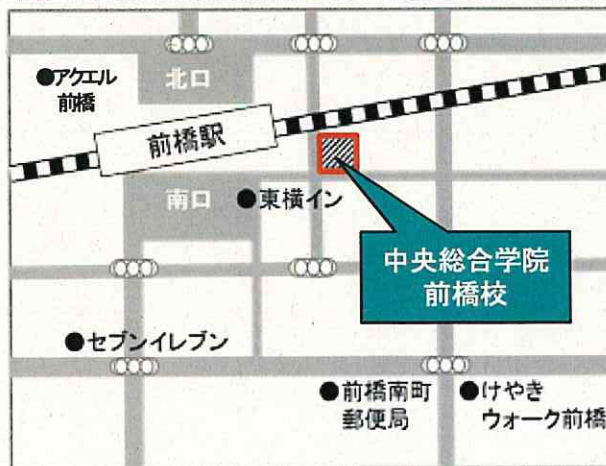 ●アクエル
前橋
北口
前橋駅
南口
●東横イン
中央総合学院
前橋校
●セブンイレブン
●前橋南町
郵便局
●けやき
ウォーク前橋